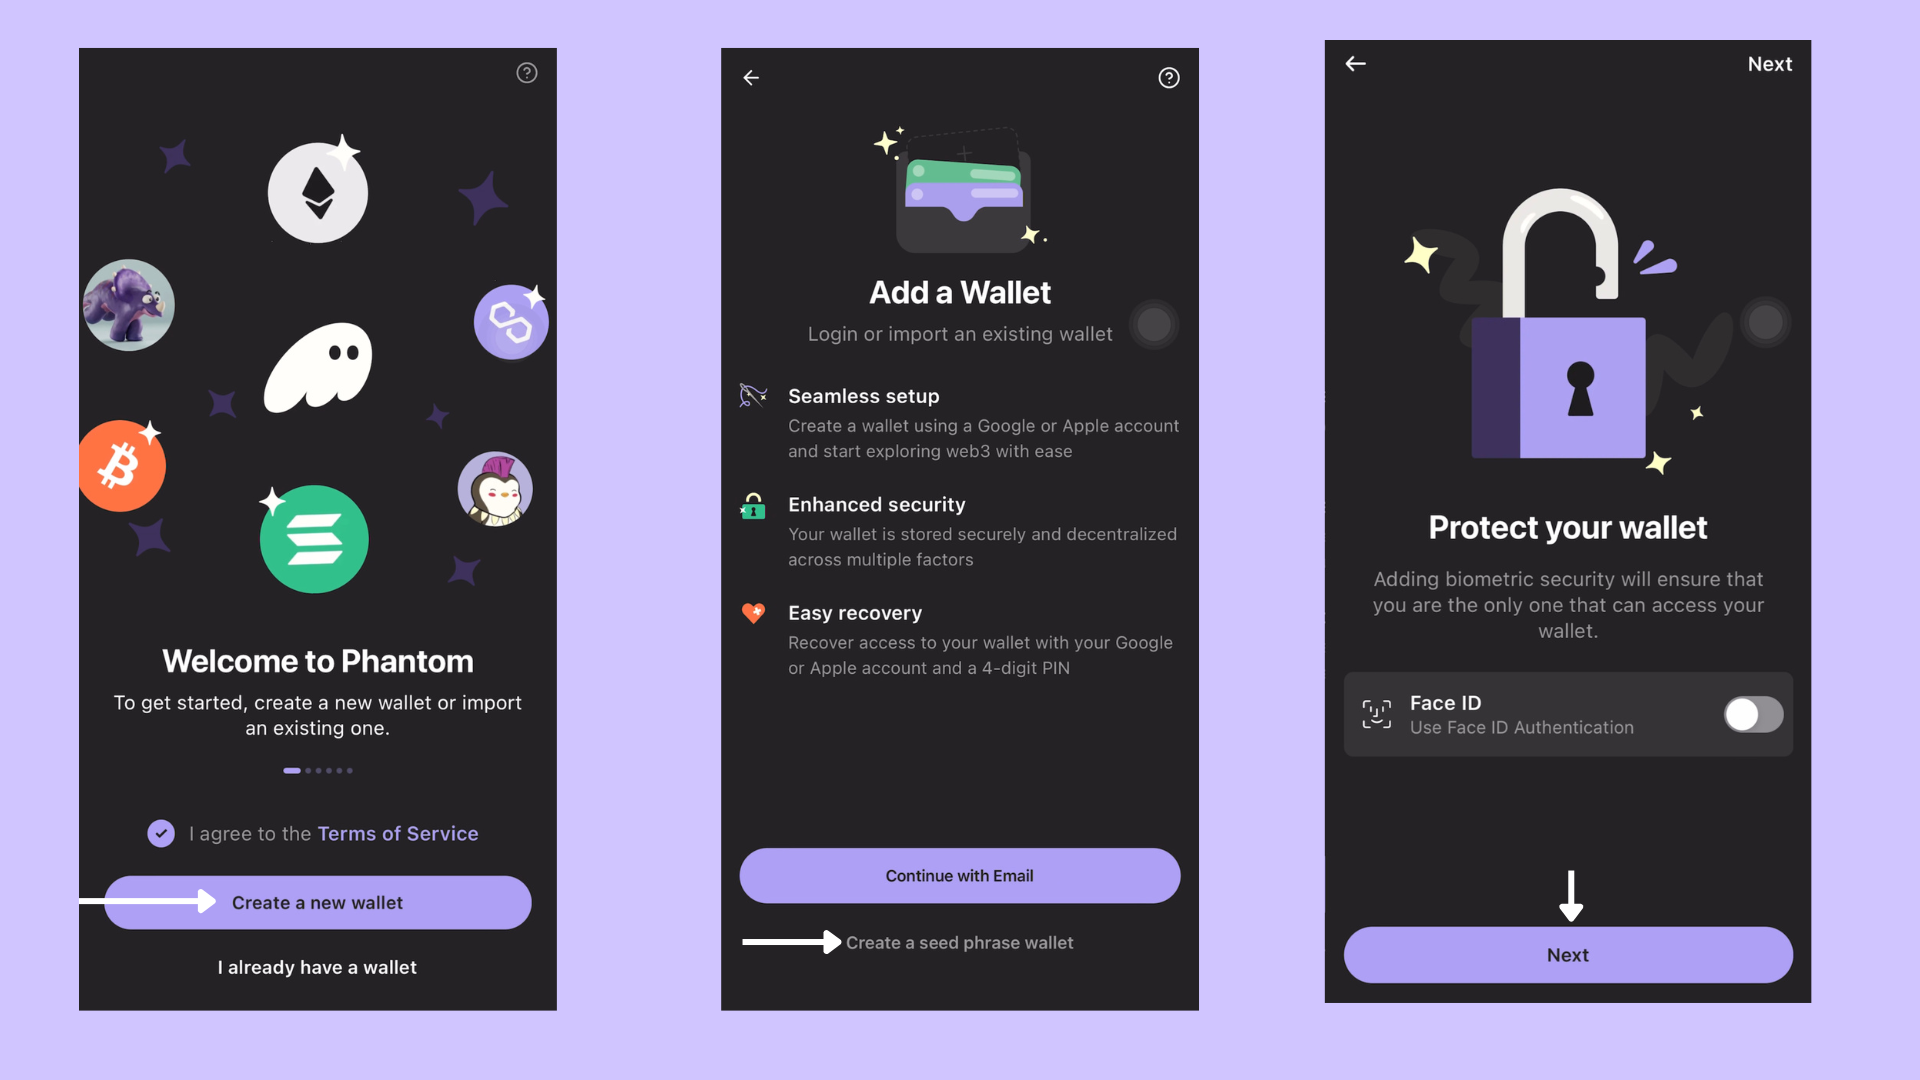 Welcome to Phantom
To get started, create a new wallet or import
an existing one.
I agree to the Terms of Service
Create a new wallet
I already have a wallet
Add a Wallet
Login or import an existing wallet
Seamless setup
Create a wallet using a Google or Apple account
and start exploring web3 with ease
Enhanced security
Your wallet is stored securely and decentralized
across multiple factors
Easy recovery
Recover access to your wallet with your Google
or Apple account and a 4-digit PIN
Continue with Email
Create a seed phrase wallet
Next
Protect your wallet
Adding biometric security will ensure that
you are the only one that can access your
wallet.
Face ID
Use Face ID Authentication
Next